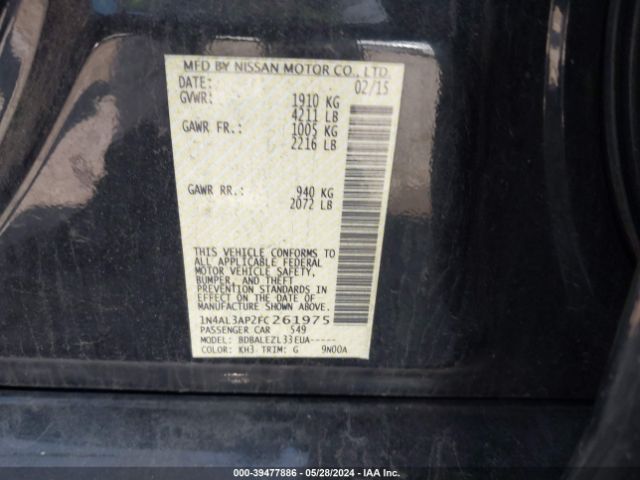 MFD BY NISSAN MOTOR CO., LTD.
DATE: 02/15
GVWR: 1910 KG
4211 LB
GAWR FR.: 1005 KG
2216 LB
GAWR RR.: 940 KG
2072 LB
THIS VEHICLE CONFORMS TO
ALL APPLICABLE FEDERAL
MOTOR VEHICLE SAFETY,
BUMPER, AND THEFT
PREVENTION STANDARDS IN
EFFECT ON THE DATE OF
MANUFACTURE SHOWN ABOVE.
1N4AL3AP2FC261975
PASSENGER CAR 549
MODEL: BDBALEZL33EUA-----
COLOR: KH3 TRIM: G 9N00A
000-39477886 - 05/28/2024 - IAA Inc.